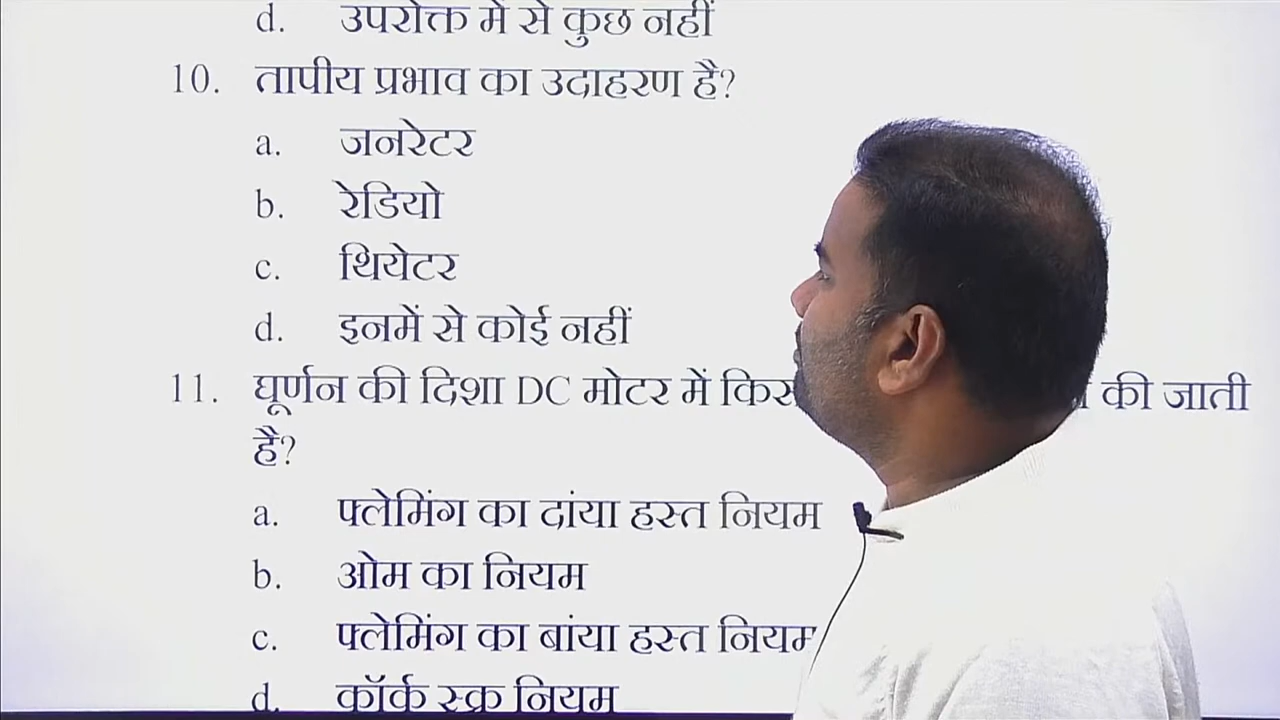 d. उपरोक्त मे से कुछ नहीं
10. तापीय प्रभाव का उदाहरण है?
a. जनरेटर
b. रेडियो
c. थियेटर
d. इनमें से कोई नहीं
11. घूर्णन की दिशा DC मोटर में की जाती
है?
a. फ्लेमिंग का दांया हस्त नियम
b. ओम का नियम
c. फ्लेमिंग का बांया हस्त नियम
d. कॉर्क स्क्रु नियम